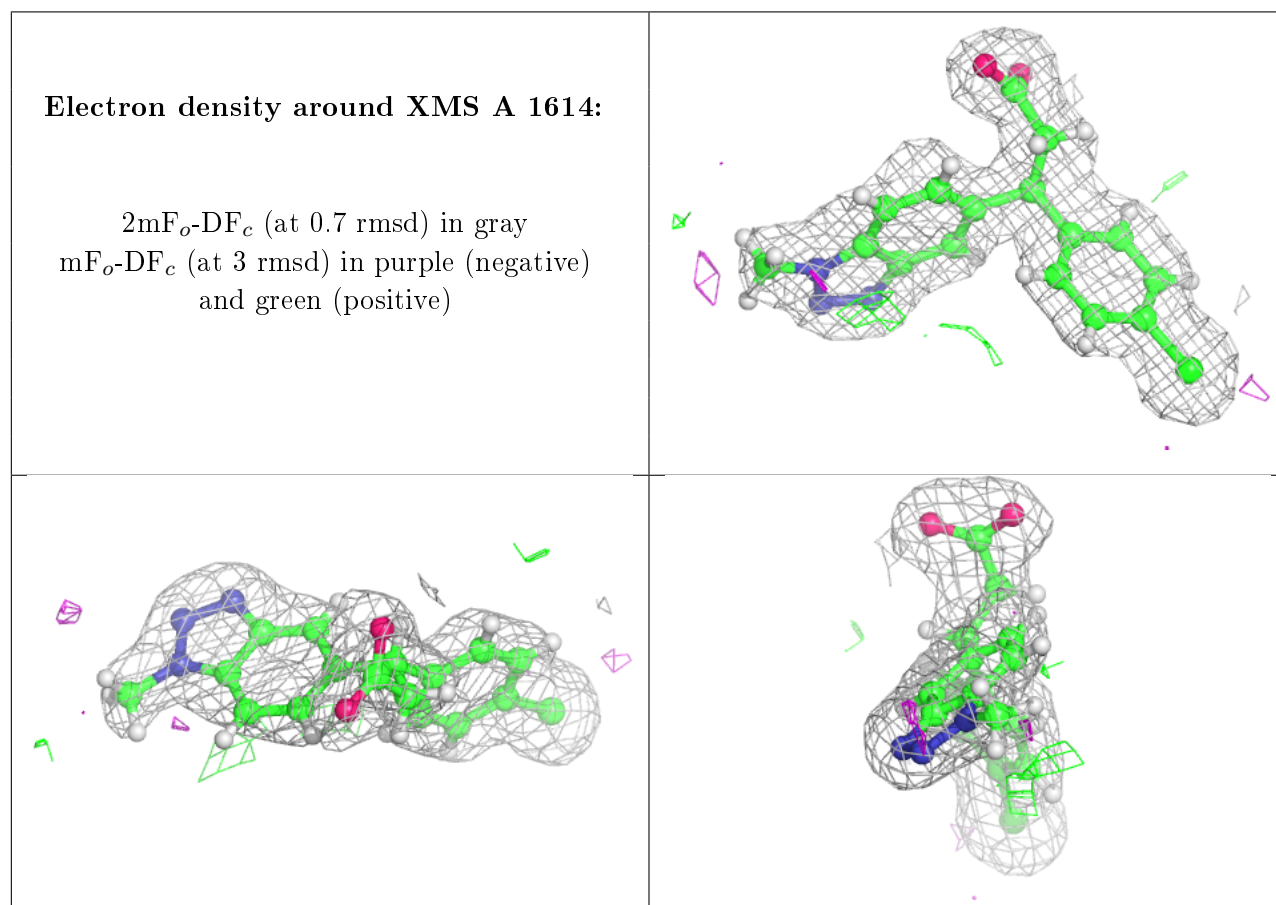 Electron density around XMS A 1614:
2mFo-DFc (at 0.7 rmsd) in gray
mFo-DFc (at 3 rmsd) in purple (negative)
and green (positive)